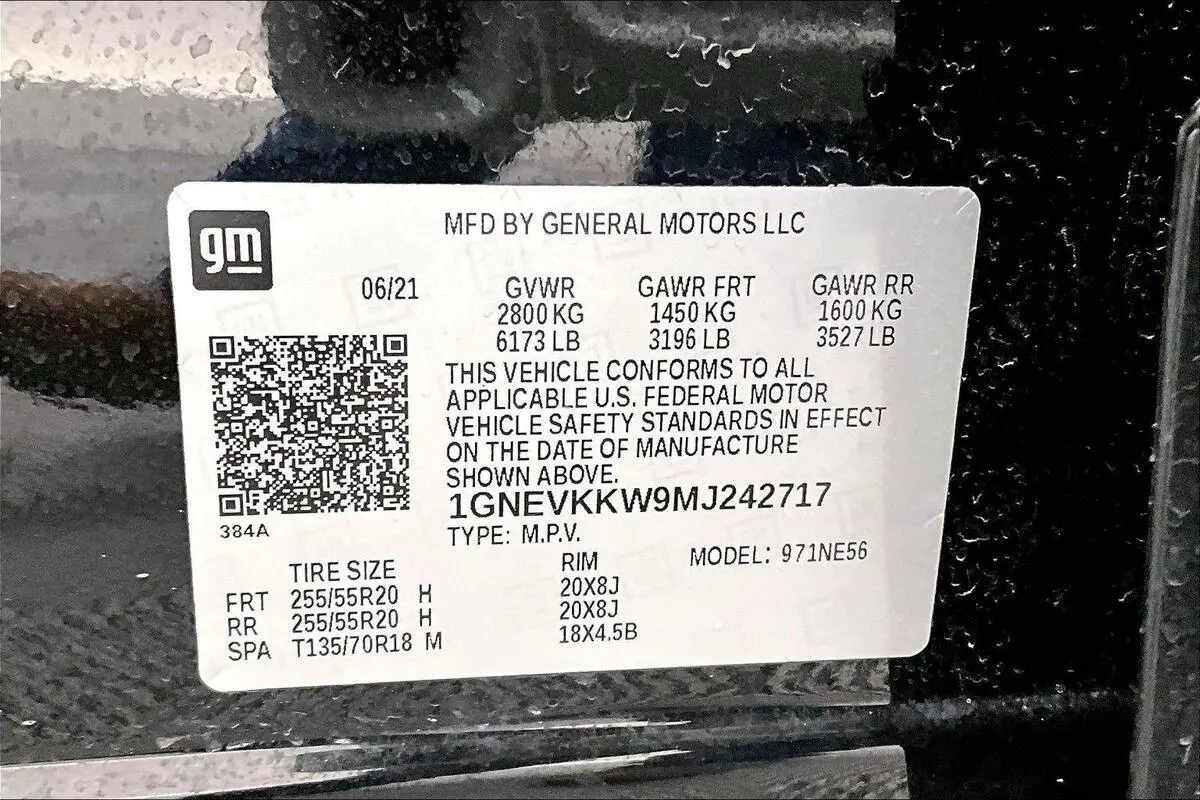 gm
MFD BY GENERAL MOTORS LLC
06/21 GVWR GAWR FRT GAWR RR
2800 KG 1450 KG 1600 KG
6173 LB 3196 LB 3527 LB
THIS VEHICLE CONFORMS TO ALL
APPLICABLE U.S. FEDERAL MOTOR
VEHICLE SAFETY STANDARDS IN EFFECT
ON THE DATE OF MANUFACTURE
SHOWN ABOVE.
1GNEVKKW9MJ242717
384A
TYPE: M.P.V. MODEL: 971NE56
TIRE SIZE RIM
FRT 255/55R20 H 20X8J
RR 255/55R20 H 20X8J
SPA T135/70R18 M 18X4.5B